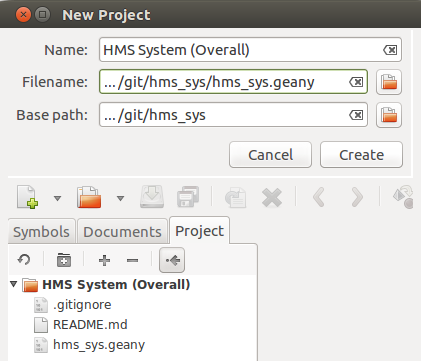 New Project
Name: HMS System (Overall)
Filename: ... /git/hms_sys/hms_sys.geany
Base path: ... /git/hms_sys
Cancel Create
Symbols Documents Project
HMS System (Overall)
.gitignore
README.md
hms_sys.geany